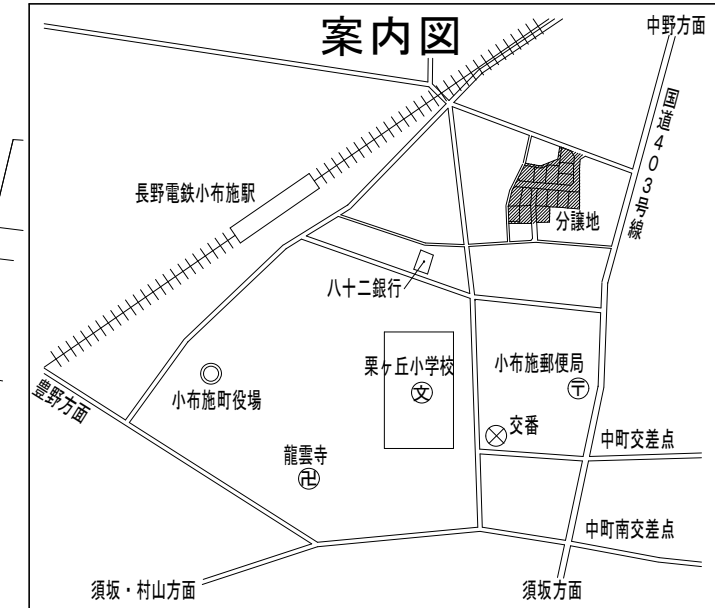 案内図
中野方面
国道403号線
長野電鉄小布施駅
分譲地
八十二銀行
栗ヶ丘小学校
文
小布施郵便局
〒
小布施町役場
豊野方面
交番
中町交差点
龍雲寺
卍
中町南交差点
須坂・村山方面
須坂方面